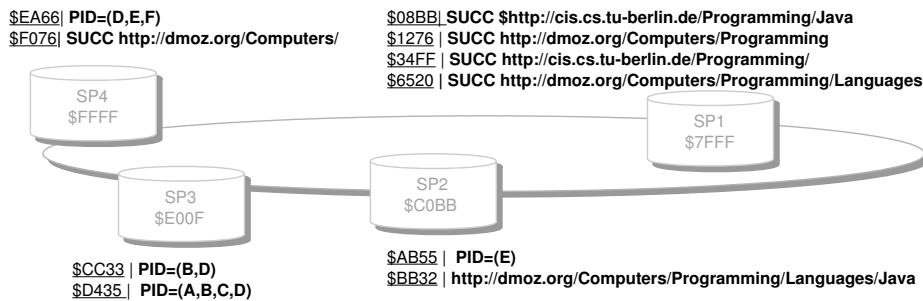 $EA66| PID=(D,E,F)
$F076| SUCC http://dmoz.org/Computers/
$08BB| SUCC $http://cis.cs.tu-berlin.de/Programming/Java
$1276 | SUCC http://dmoz.org/Computers/Programming
$34FF | SUCC http://cis.cs.tu-berlin.de/Programming/
$6520 | SUCC http://dmoz.org/Computers/Programming/Languages
SP4
$FFFF
SP1
$7FFF
SP3
$E00F
SP2
$C0BB
$CC33 | PID=(B,D)
$D435 | PID=(A,B,C,D)
$AB55 | PID=(E)
$BB32 | http://dmoz.org/Computers/Programming/Languages/Java